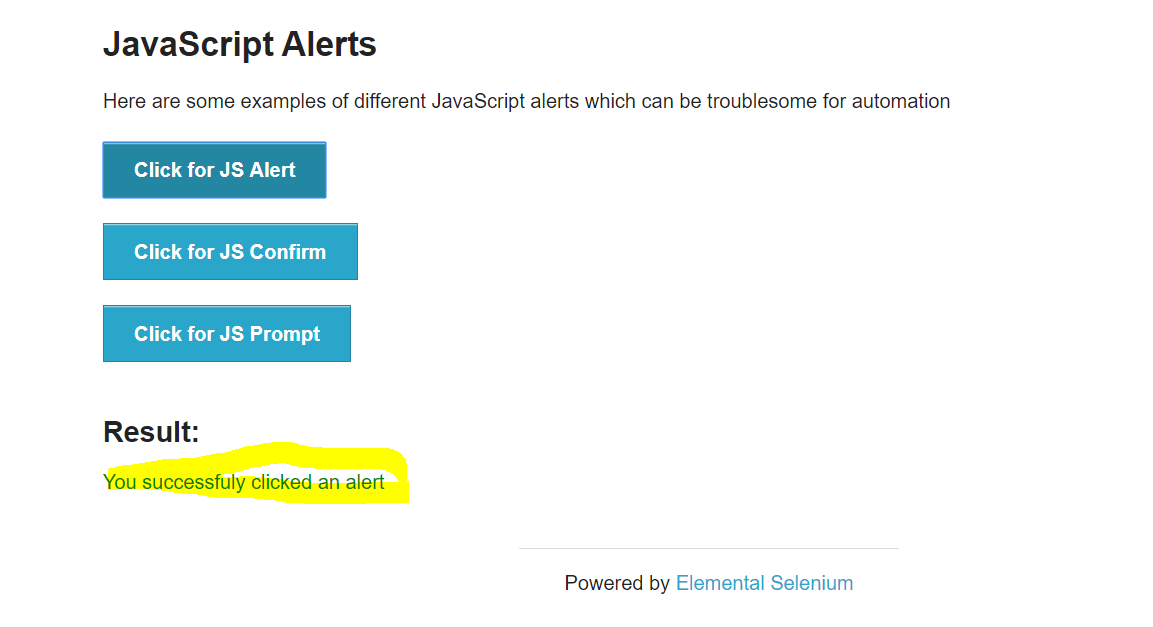 JavaScript Alerts
Here are some examples of different JavaScript alerts which can be troublesome for automation
Click for JS Alert
Click for JS Confirm
Click for JS Prompt
Result:
You successfuly clicked an alert
Powered by Elemental Selenium